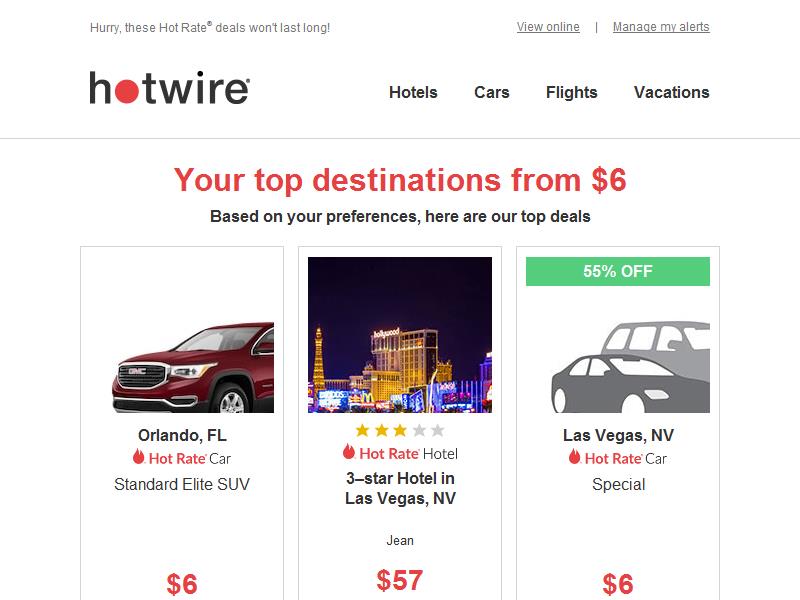 Hurry, these Hot Rate® deals won't last long!
View online | Manage my alerts
hotwire
Hotels Cars Flights Vacations
Your top destinations from $6
Based on your preferences, here are our top deals
GMC
Orlando, FL
Hot Rate® Car
Standard Elite SUV
$6
hollywood
Hot Rate® Hotel
3–star Hotel in
Las Vegas, NV
Jean
$57
55% OFF
Las Vegas, NV
Hot Rate® Car
Special
$6